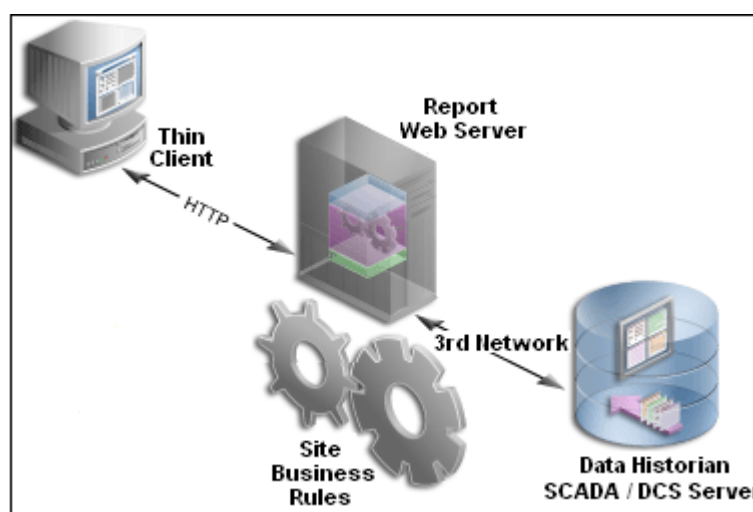 Report
Web Server
Thin
Client
HTTP
3rd Network
Site
Business
Rules
Data Historian
SCADA / DCS Server